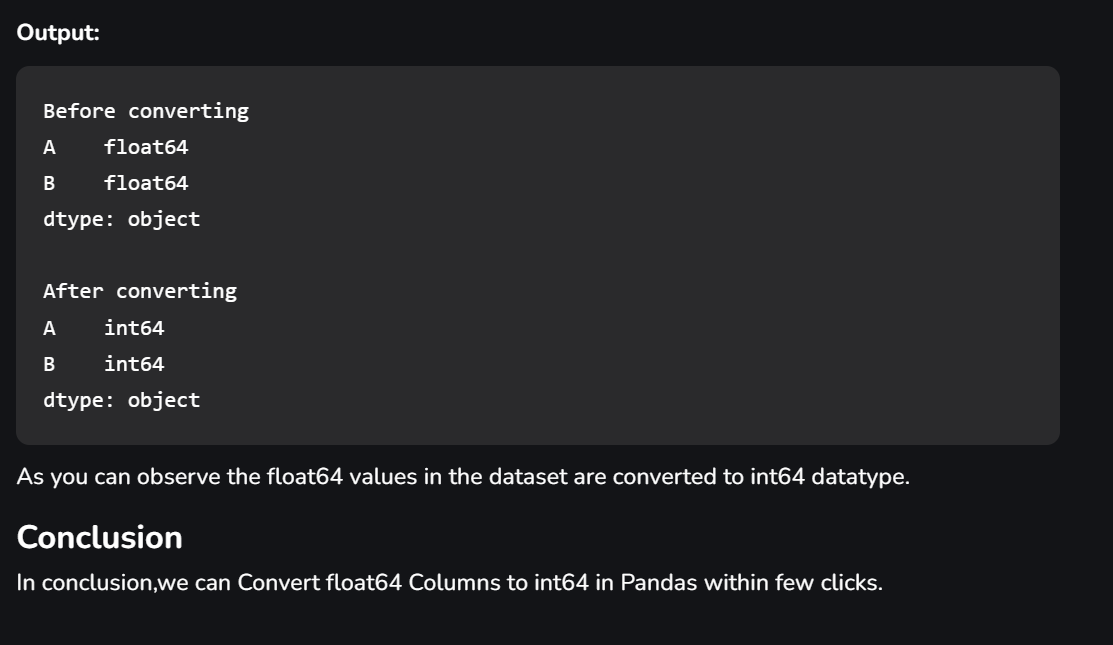 Output:
Before converting
A    float64
B    float64
dtype: object
After converting
A    int64
B    int64
dtype: object
As you can observe the float64 values in the dataset are converted to int64 datatype.
Conclusion
In conclusion,we can Convert float64 Columns to int64 in Pandas within few clicks.